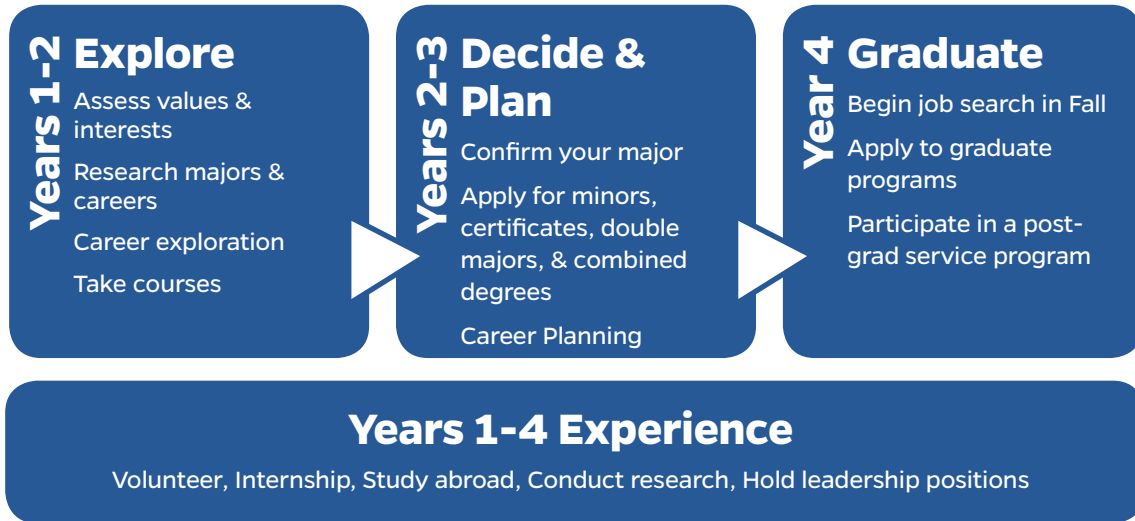 Years 1-2
Explore
Assess values &
interests
Research majors &
careers
Career exploration
Take courses
Years 2-3
Decide &
Plan
Confirm your major
Apply for minors,
certificates, double
majors, & combined
degrees
Career Planning
Year 4
Graduate
Begin job search in Fall
Apply to graduate
programs
Participate in a post-
grad service program
Years 1-4 Experience
Volunteer, Internship, Study abroad, Conduct research, Hold leadership positions